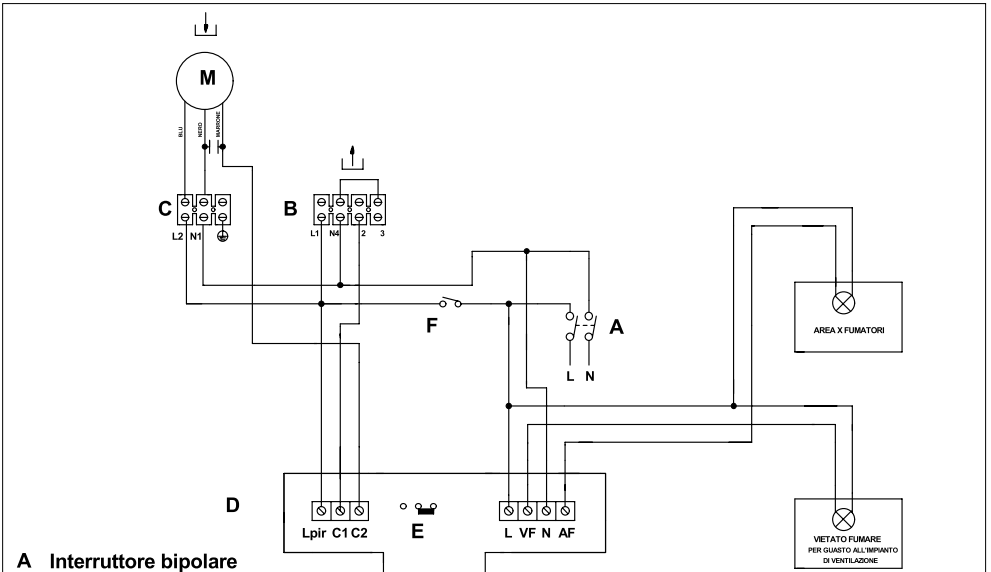 M
BLU
NERO
MARRONE
C
B
L2 N1
L1 N4 2 3
F
A
L N
AREA X FUMATORI
D
Lpir C1 C2
E
L VF N AF
VIETATO FUMARE
PER GUASTO ALL'IMPIANTO
DI VENTILAZIONE
A Interruttore bipolare